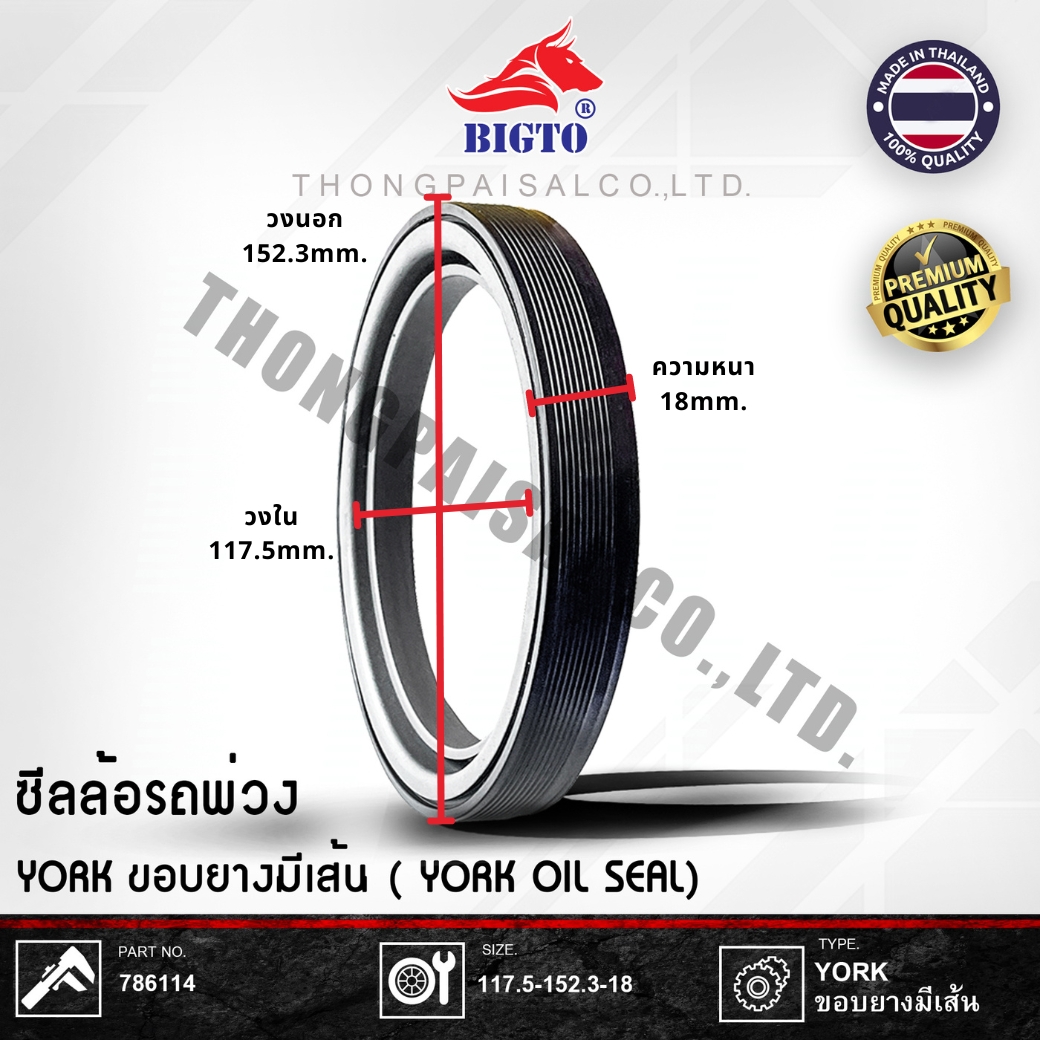 BIGTO ®
THONGPAISALCO.,LTD.
MADE IN THAILAND
100% QUALITY
PREMIUM QUALITY
PREMIUM QUALITY
PREMIUM
QUALITY
วงนอก
152.3mm.
ความหนา
18mm.
วงใน
117.5mm.
THONGPAISALCO.,LTD.
ซีลล้อรถพ่วง
YORK ขอบยางมีเส้น ( YORK OIL SEAL)
PART NO.
786114
SIZE.
117.5-152.3-18
TYPE.
YORK
ขอบยางมีเส้น